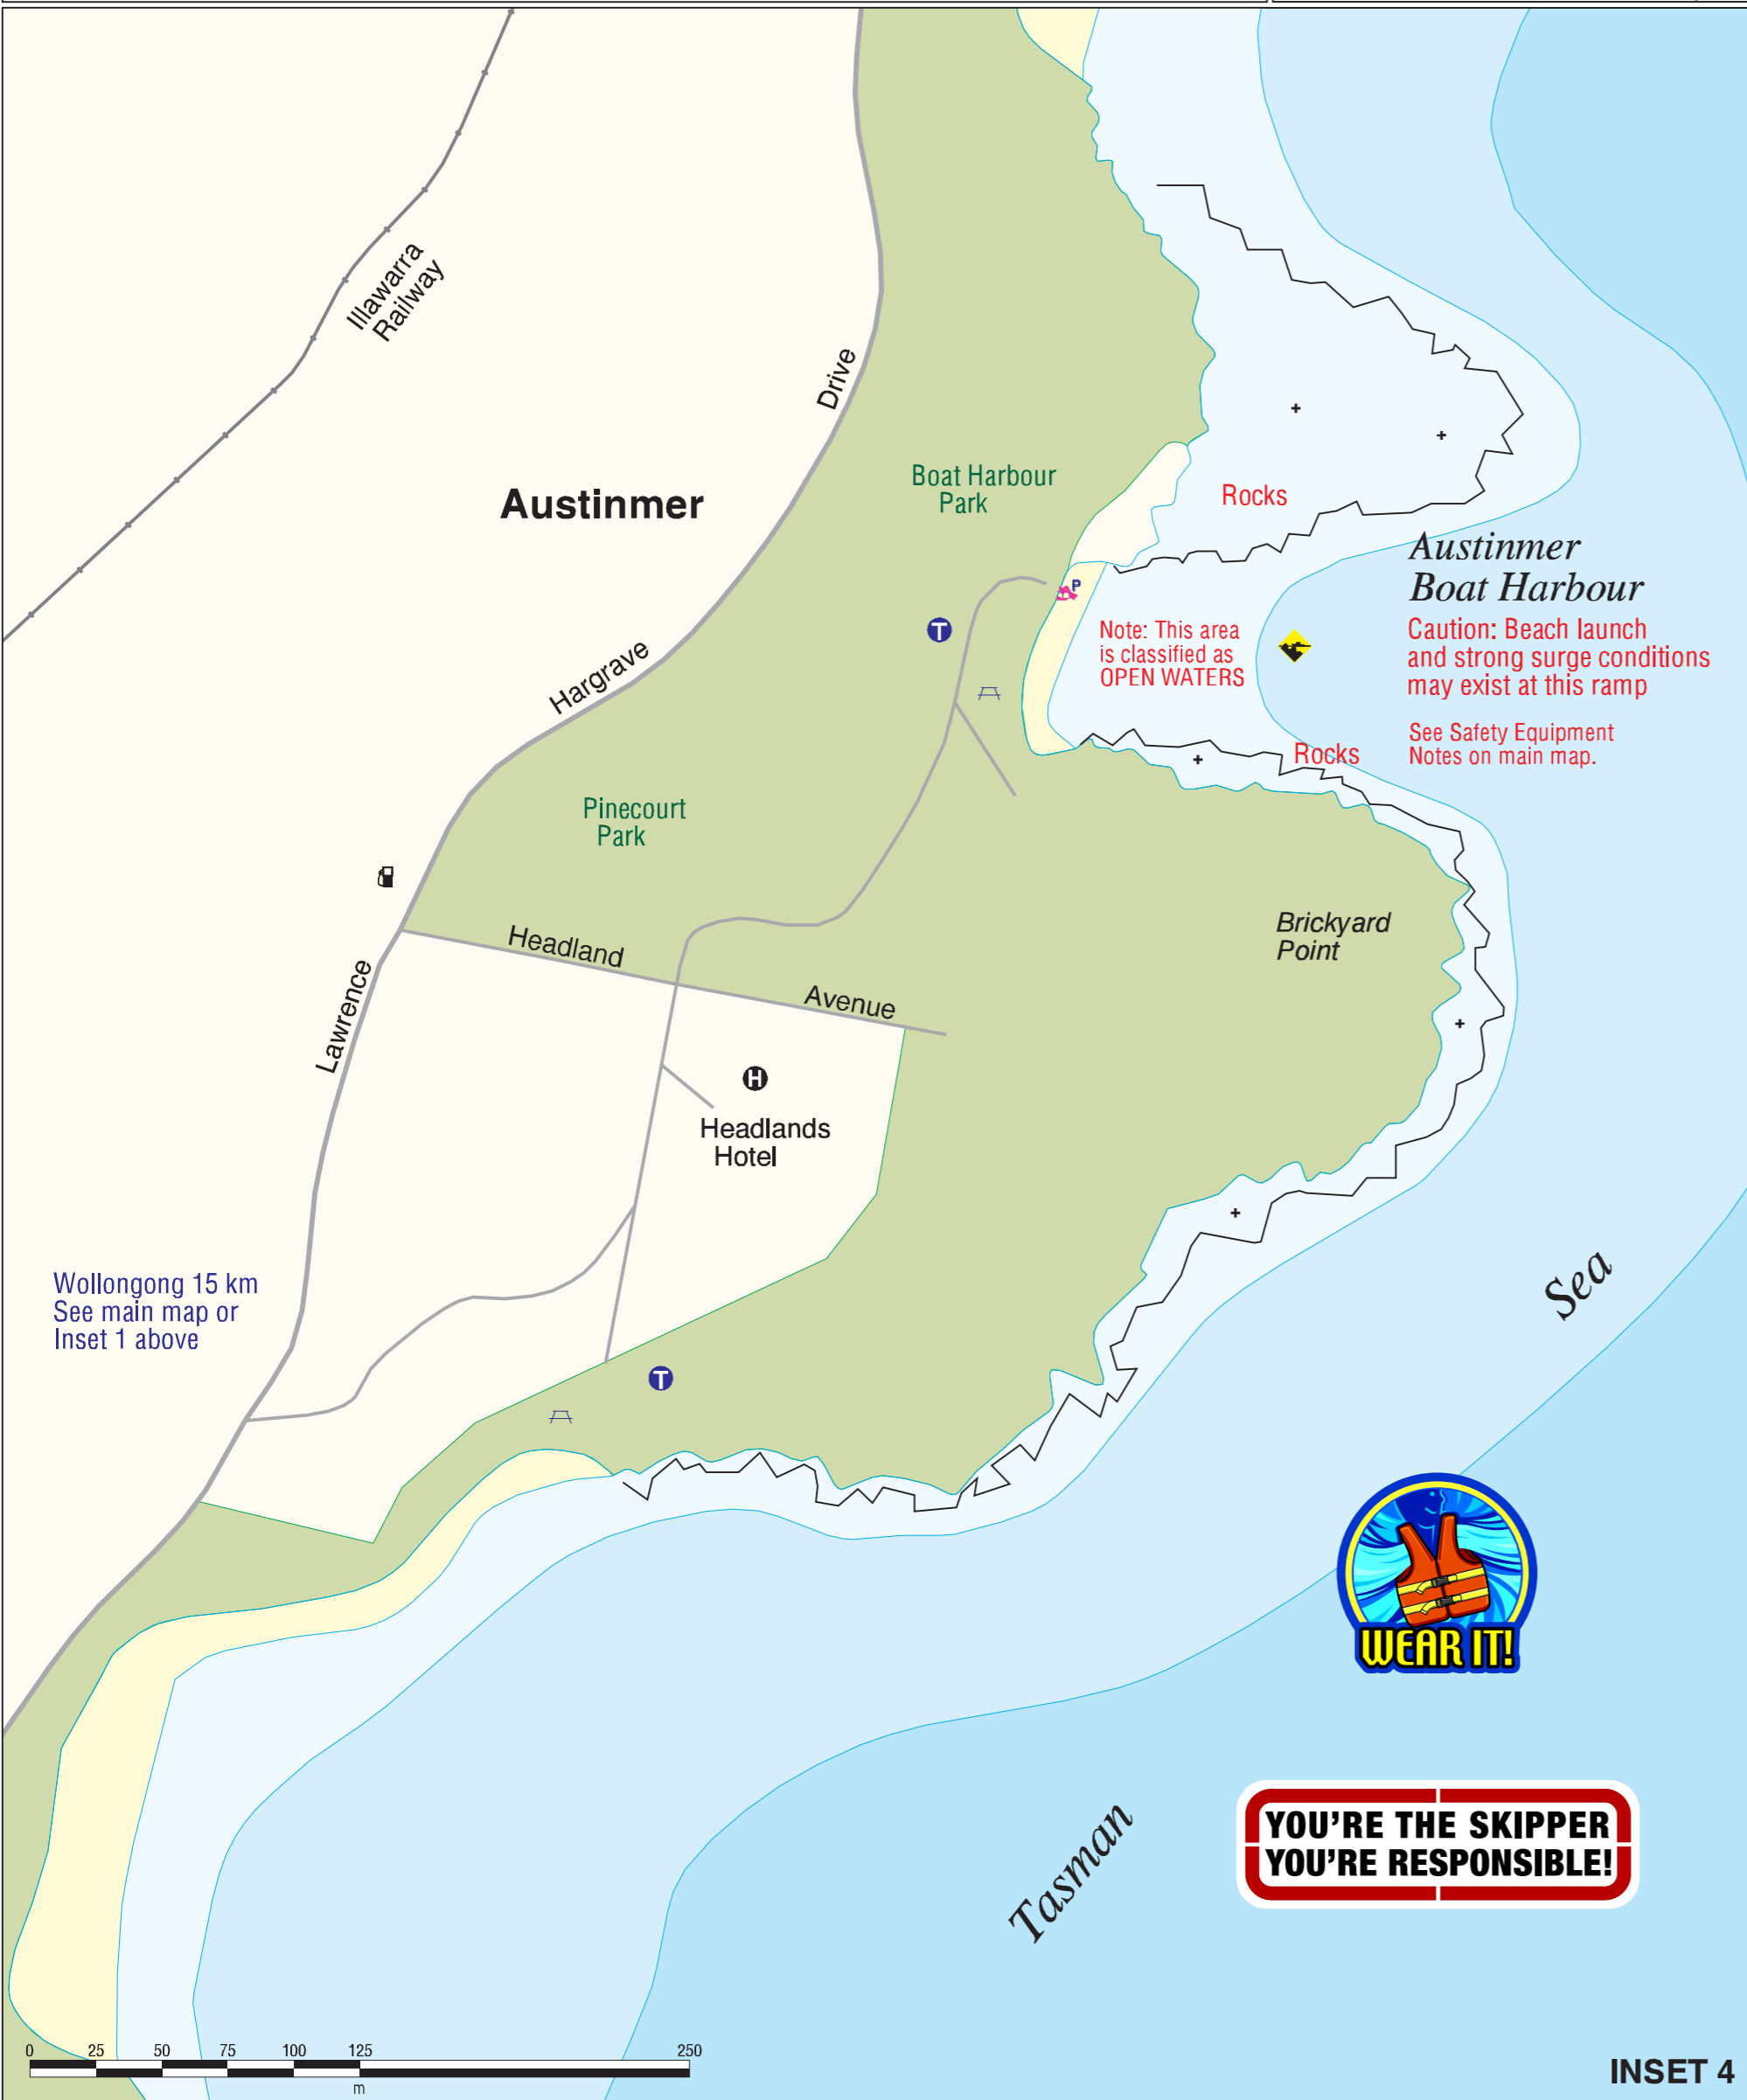 Illawarra
Railway
Drive
Austinmer
Boat Harbour
Park
Rocks
Austinmer
Boat Harbour
P
T
Note: This area
is classified as
OPEN WATERS
Caution: Beach launch
and strong surge conditions
may exist at this ramp
See Safety Equipment
Notes on main map.
Hargrave
Rocks
Pinecourt
Park
Headland
Avenue
Brickyard
Point
Lawrence
H
Headlands
Hotel
Wollongong 15 km
See main map or
Inset 1 above
Sea
T
WEAR IT!
Tasman
YOU'RE THE SKIPPER
YOU'RE RESPONSIBLE!
0 25 50 75 100 125 250
m
INSET 4